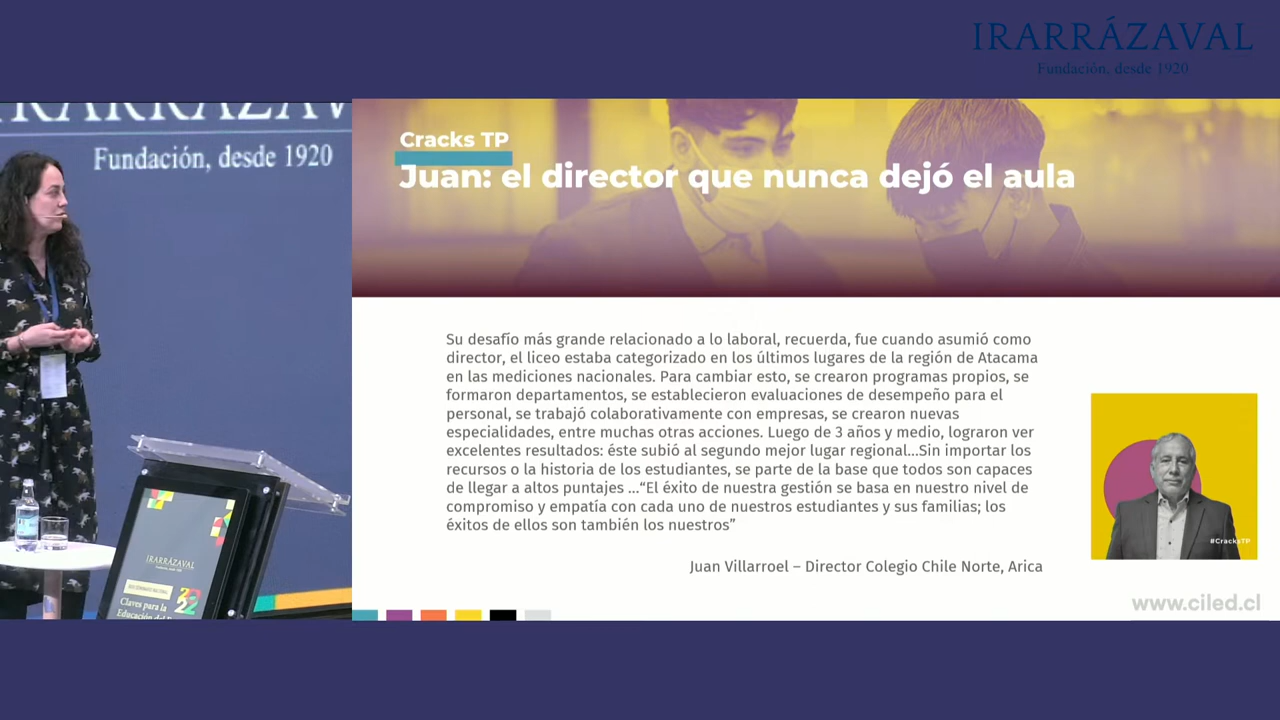 IRARRÁZAVAL
Fundación, desde 1920
IRARRÁZAV
Fundación, desde 1920
Cracks TP
Juan: el director que nunca dejó el aula
Su desafío más grande relacionado a lo laboral, recuerda, fue cuando asumió como
director, el liceo estaba categorizado en los últimos lugares de la región de Atacama
en las mediciones nacionales. Para cambiar esto, se crearon programas propios, se
formaron departamentos, se establecieron evaluaciones de desempeño para el
personal, se trabajó colaborativamente con empresas, se crearon nuevas
especialidades, entre muchas otras acciones. Luego de 3 años y medio, lograron ver
excelentes resultados: éste subió al segundo mejor lugar regional...Sin importar los
recursos o la historia de los estudiantes, se parte de la base que todos son capaces
de llegar a altos puntajes ...“El éxito de nuestra gestión se basa en nuestro nivel de
compromiso y empatía con cada uno de nuestros estudiantes y sus familias; los
éxitos de ellos son también los nuestros”
Juan Villarroel – Director Colegio Chile Norte, Arica
#CracksTP
www.ciled.cl
IRARRÁZAVAL
Fundación, desde 1920
2022
Claves para la
Educación del